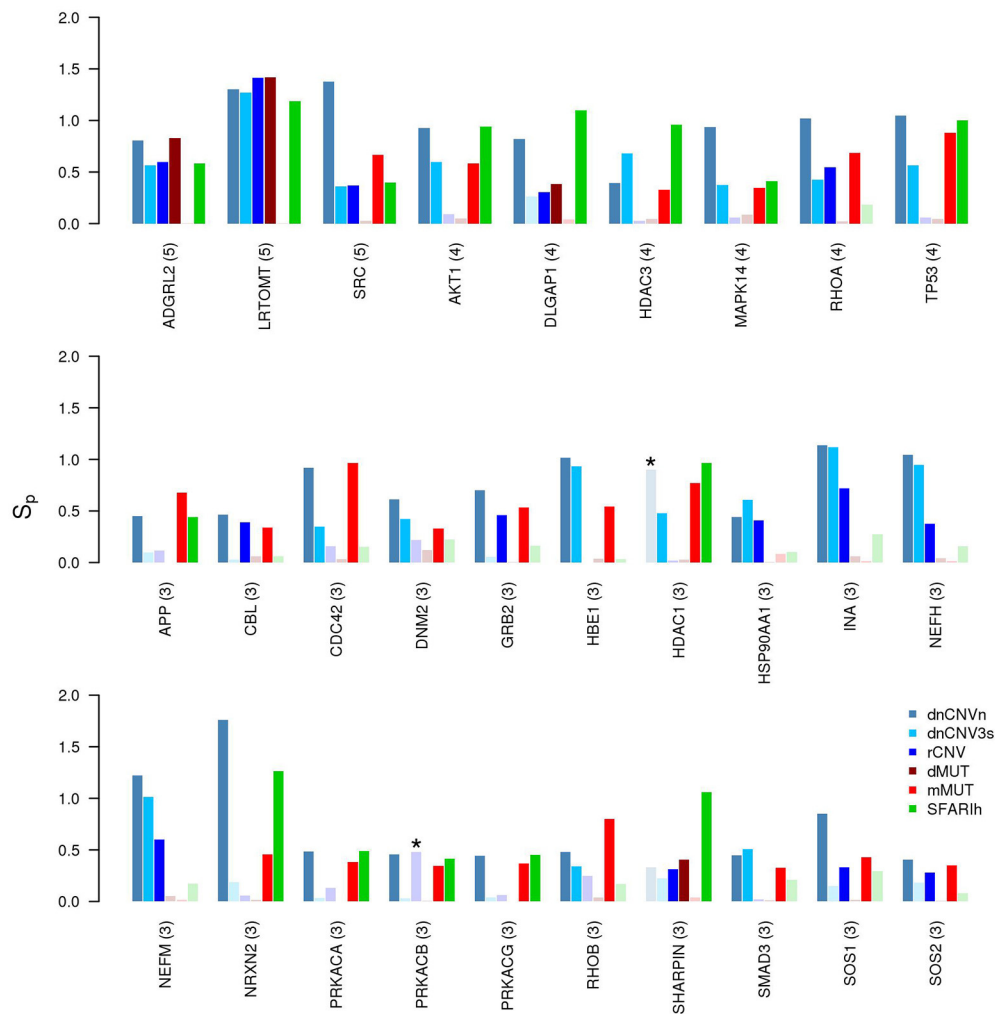 2.0
1.5
1.0
0.5
0.0
ADGRL2 (5)
LRTOMT (5)
SRC (5)
AKT1 (4)
DLGAP1 (4)
HDAC3 (4)
MAPK14 (4)
RHOA (4)
TP53 (4)
Sp
2.0
1.5
1.0
0.5
0.0
*
APP (3)
CBL (3)
CDC42 (3)
DNM2 (3)
GRB2 (3)
HBE1 (3)
HDAC1 (3)
HSP90AA1 (3)
INA (3)
NEFH (3)
2.0
1.5
1.0
0.5
0.0
*
dnCNVn
dnCNV3s
rCNV
dMUT
mMUT
SFARIh
NEFM (3)
NRXN2 (3)
PRKACA (3)
PRKACB (3)
PRKACG (3)
RHOB (3)
SHARPIN (3)
SMAD3 (3)
SOS1 (3)
SOS2 (3)